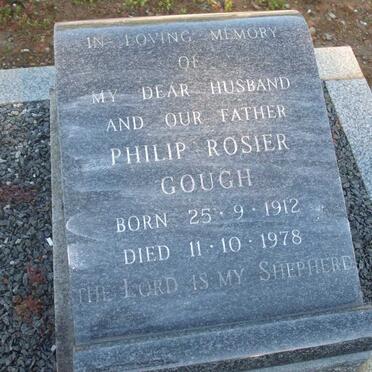 IN LOVING MEMORY
OF
MY DEAR HUSBAND
AND OUR FATHER
PHILIP ROSIER
GOUGH
BORN 25·9·1912
DIED 11·10·1978
THE LORD IS MY SHEPHERD